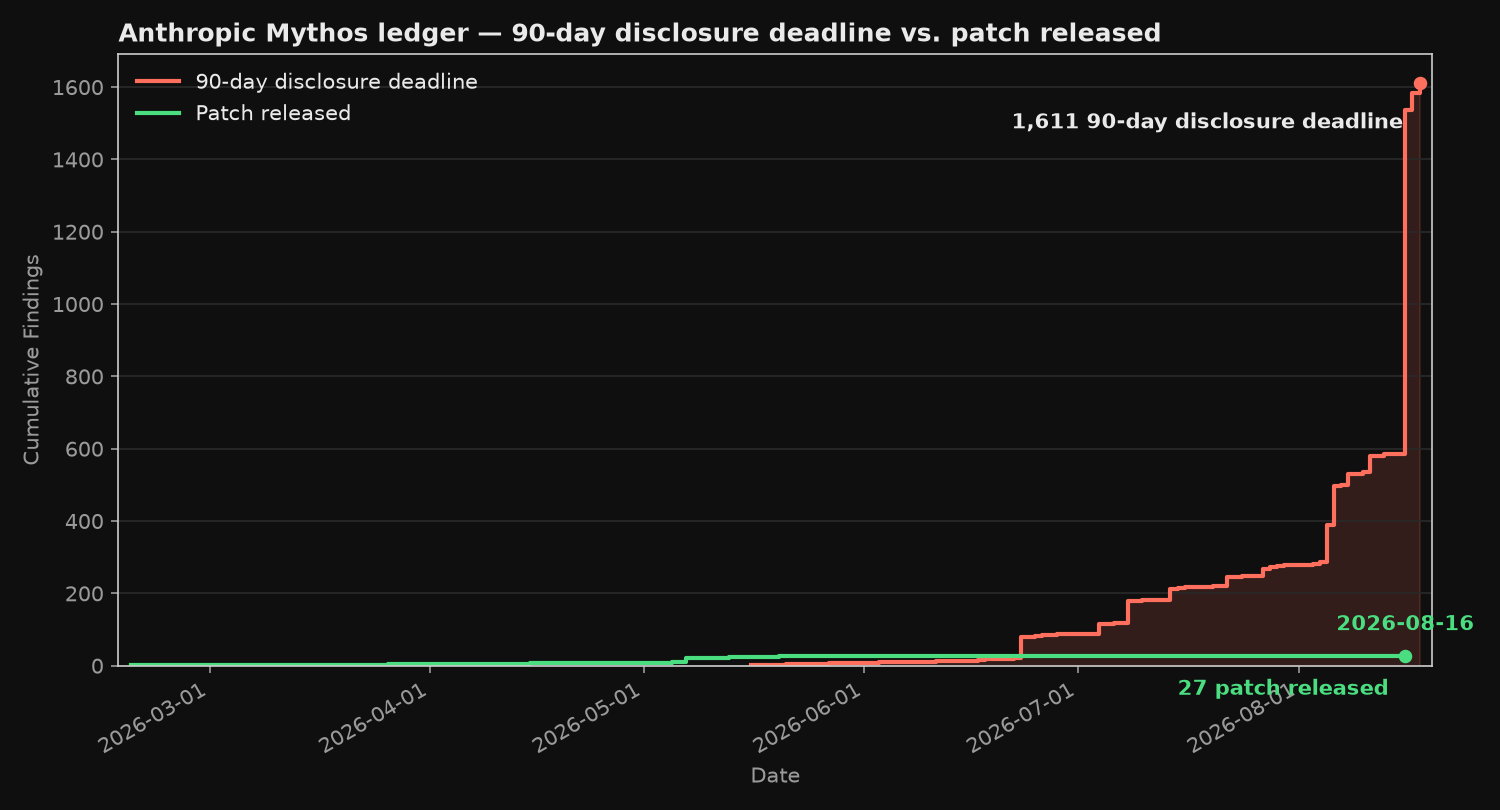 Anthropic Mythos ledger — 90-day disclosure deadline vs. patch released
90-day disclosure deadline
Patch released
1,611 90-day disclosure deadline
2026-08-16
27 patch released
Cumulative Findings
1600
1400
1200
1000
800
600
400
200
0
2026-03-01
2026-04-01
2026-05-01
2026-06-01
2026-07-01
2026-08-01
Date